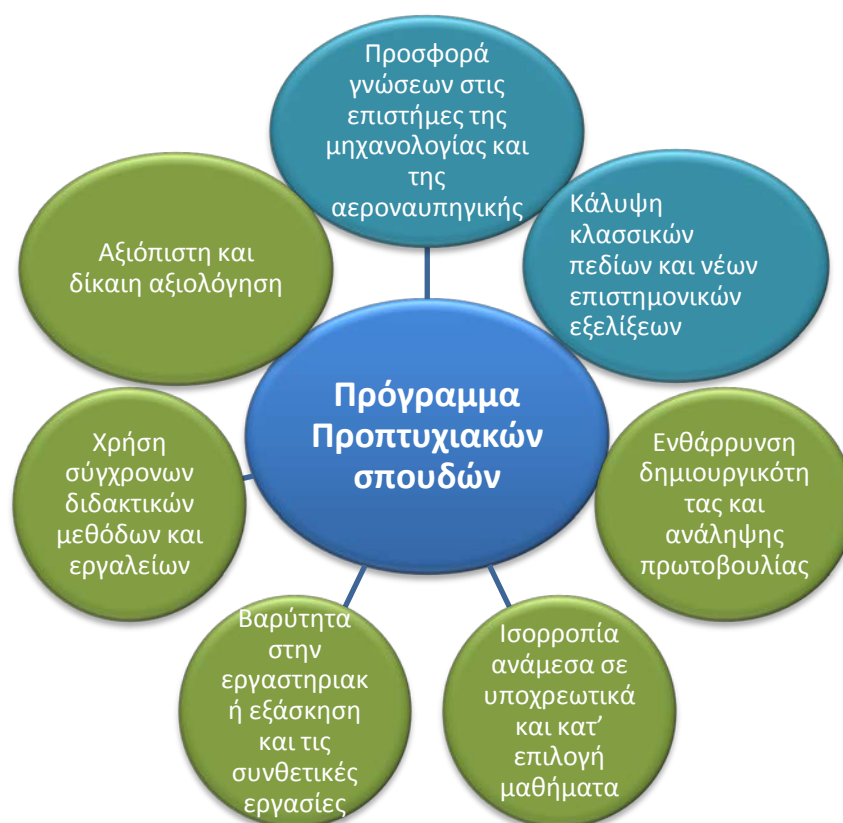 Προσφορά
γνώσεων στις
επιστήμες της
μηχανολογίας και
της
αεροναυπηγικής
Κάλυψη
κλασσικών
πεδίων και νέων
επιστημονικών
εξελίξεων
Ενθάρρυνση
δημιουργικότη
τας και
ανάληψης
πρωτοβουλίας
Ισορροπία
ανάμεσα σε
υποχρεωτικά
και κατ’
επιλογή
μαθήματα
Βαρύτητα
στην
εργαστηριακ
ή εξάσκηση
και τις
συνθετικές
εργασίες
Χρήση
σύγχρονων
διδακτικών
μεθόδων και
εργαλείων
Αξιόπιστη και
δίκαιη αξιολόγηση
Πρόγραμμα
Προπτυχιακών
σπουδών